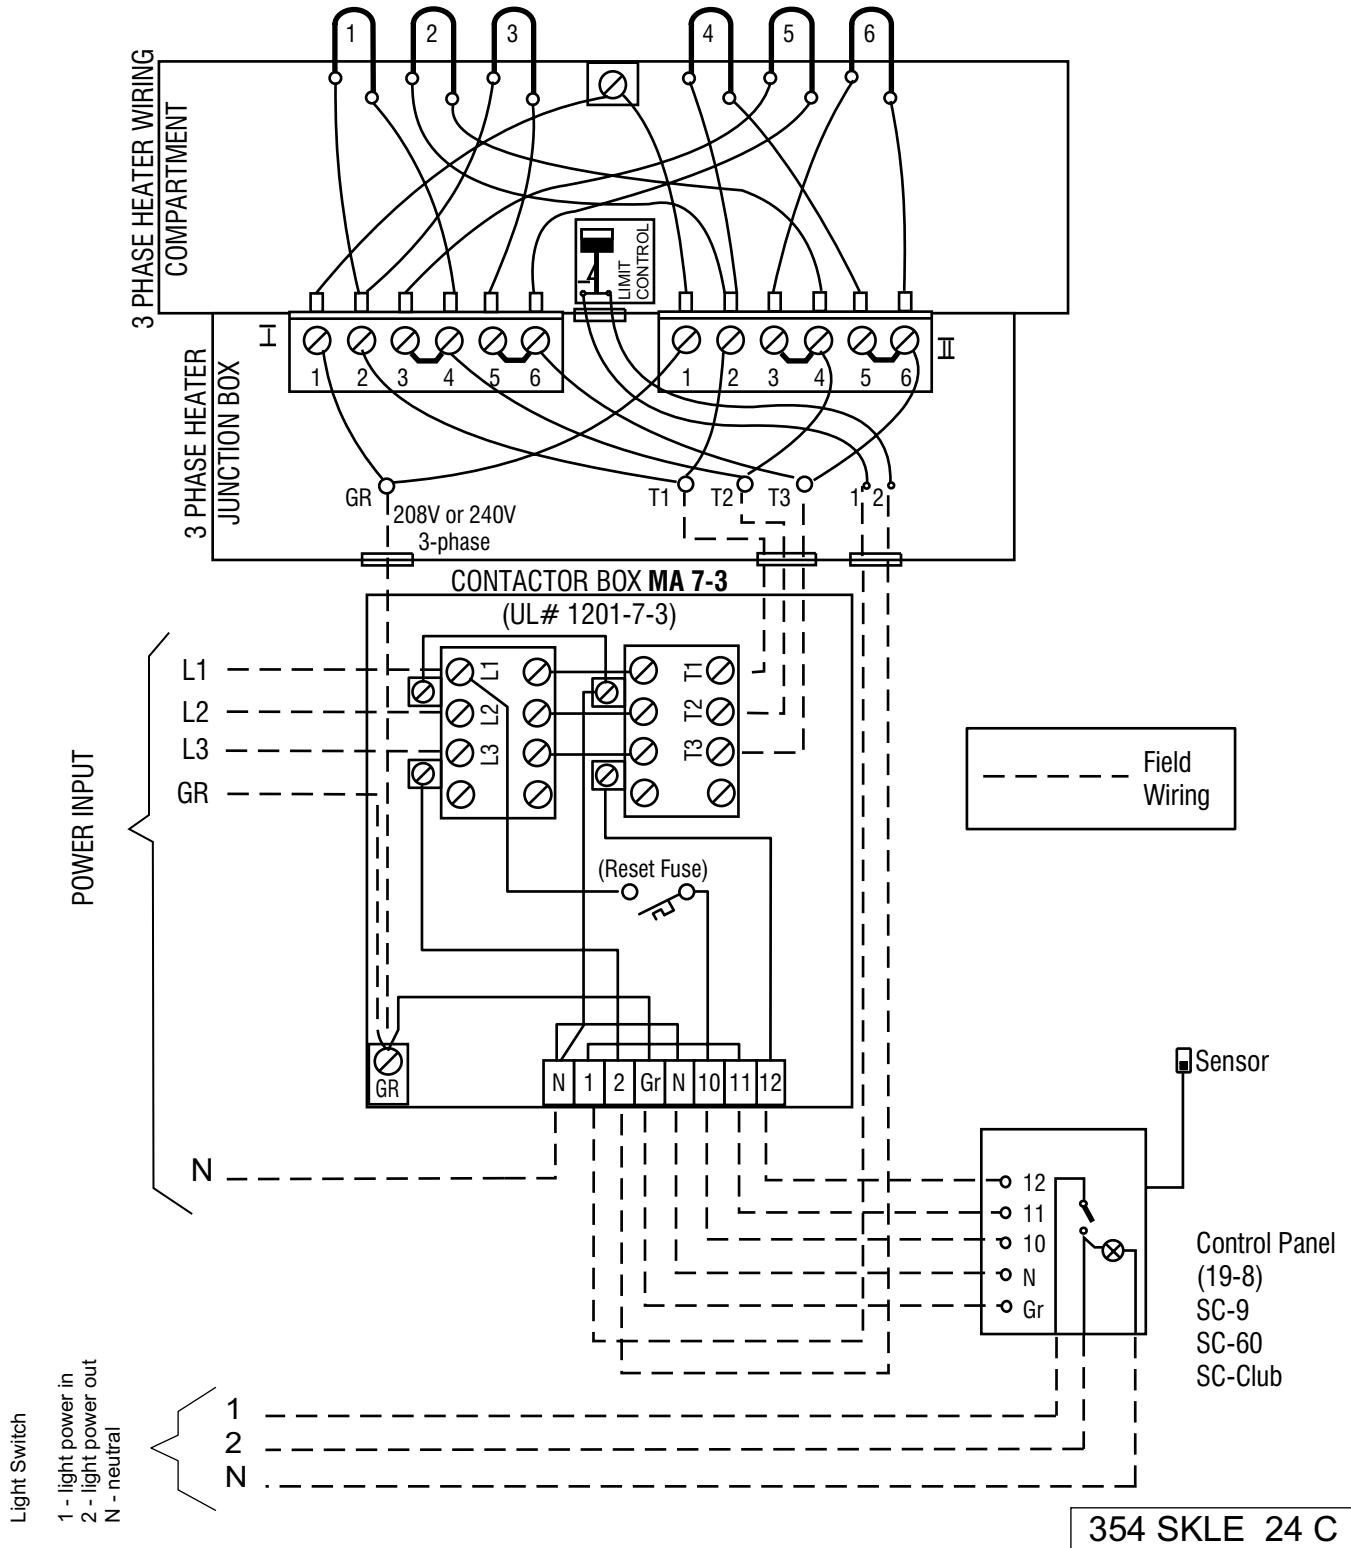 1 2 3 4 5 6
3 PHASE HEATER WIRING
COMPARTMENT
LIMIT
CONTROL
I
II
1 2 3 4 5 6
1 2 3 4 5 6
3 PHASE HEATER
JUNCTION BOX
GR
T1
T2
T3
1
2
208V or 240V
3-phase
CONTACTOR BOX MA 7-3
(UL# 1201-7-3)
POWER INPUT
L1
L2
L3
GR
L1
L2
L3
T1
T2
T3
Field
Wiring
(Reset Fuse)
GR
N 1 2 Gr N 10 11 12
N
Sensor
12
11
10
N
Gr
Control Panel
(19-8)
SC-9
SC-60
SC-Club
Light Switch
1 - light power in
2 - light power out
N - neutral
1
2
N
354 SKLE 24 C